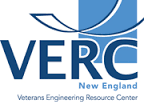 VERC
New England
Veterans Engineering Resource Center